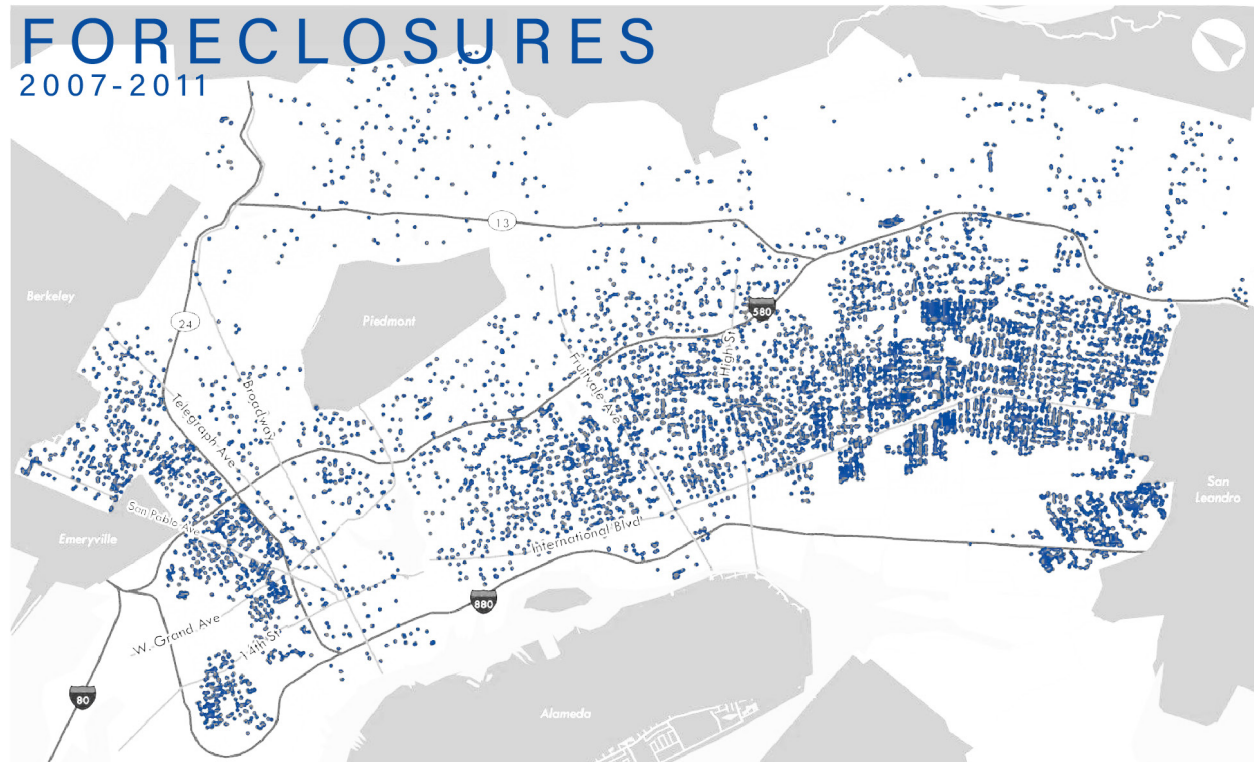 FORECLOSURES
2007-2011
13
Berkeley
580
24
Piedmont
High St
Fruitvale Ave
Broadway
Telegraph Ave
San Leandro
San Pablo Ave
International Blvd
Emeryville
880
W. Grand Ave
14th St
80
Alameda